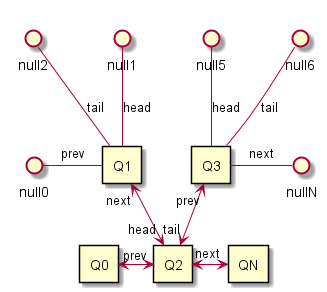 null2 null1 null5 null6
tail head head tail
prev next
null0 Q1 Q3 nullN
next prev
head tail
prev next
Q0 Q2 QN